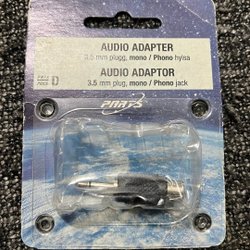 AUDIO ADAPTER
3.5 mm plugg, mono / Phono hylsa
AUDIO ADAPTOR
3.5 mm plug, mono / Phono jack
D
PARTS